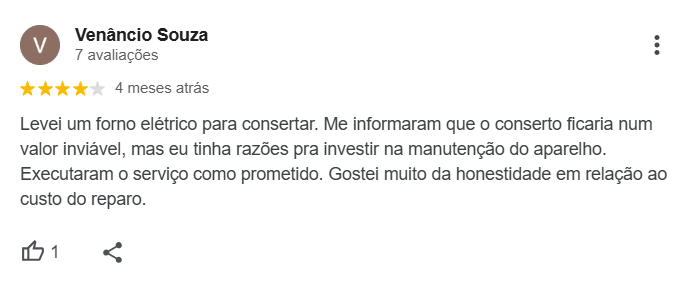 V
Venâncio Souza
7 avaliações
4 meses atrás
Levei um forno elétrico para consertar. Me informaram que o conserto ficaria num
valor inviável, mas eu tinha razões pra investir na manutenção do aparelho.
Executaram o serviço como prometido. Gostei muito da honestidade em relação ao
custo do reparo.
1